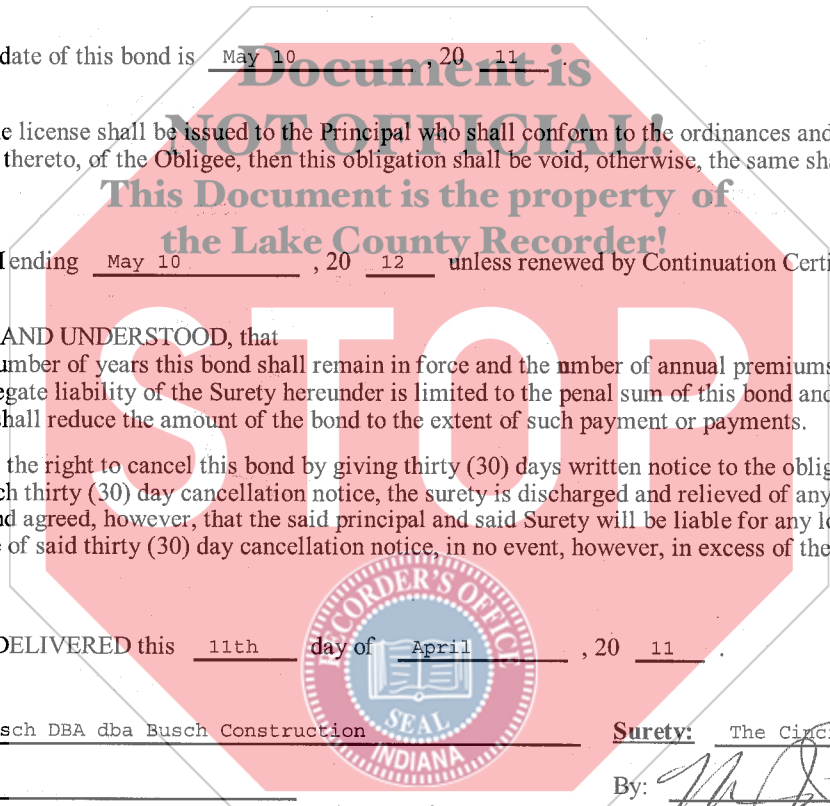 date of this bond is May 10 , 20 11 .
Document is
e license shall be issued to the Principal who shall conform to the ordinances and
NOT OFFICIAL!
thereto, of the Obligee, then this obligation shall be void, otherwise, the same sha
This Document is the property of
the Lake County Recorder!
ending May 10 , 20 12 unless renewed by Continuation Certi
STOP
AND UNDERSTOOD, that
umber of years this bond shall remain in force and the umber of annual premiums
egate liability of the Surety hereunder is limited to the penal sum of this bond and
hall reduce the amount of the bond to the extent of such payment or payments.
the right to cancel this bond by giving thirty (30) days written notice to the oblig
ch thirty (30) day cancellation notice, the surety is discharged and relieved of any
nd agreed, however, that the said principal and said Surety will be liable for any lo
e of said thirty (30) day cancellation notice, in no event, however, in excess of the
RECORDER'S OFFICE
DELIVERED this 11th day of April , 20 11 .
SEAL
INDIANA
sch DBA dba Busch Construction Surety: The Cinci
By: